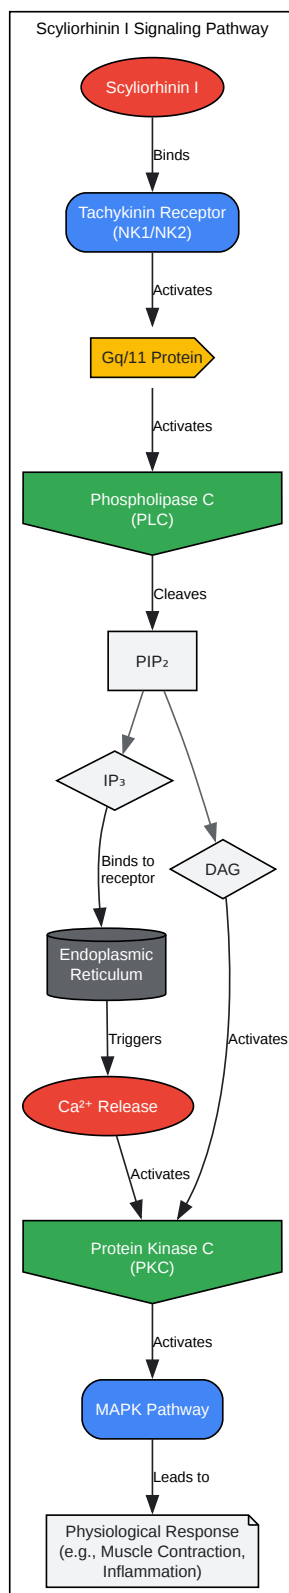 Scyliorhinin I Signaling Pathway
Scyliorhinin I
Binds
Tachykinin Receptor
(NK1/NK2)
Activates
Gq/11 Protein
Activates
Phospholipase C
(PLC)
Cleaves
PIP₂
IP₃
DAG
Binds to
receptor
Endoplasmic
Reticulum
Triggers
Activates
Ca²⁺ Release
Activates
Protein Kinase C
(PKC)
Activates
MAPK Pathway
Leads to
Physiological Response
(e.g., Muscle Contraction,
Inflammation)